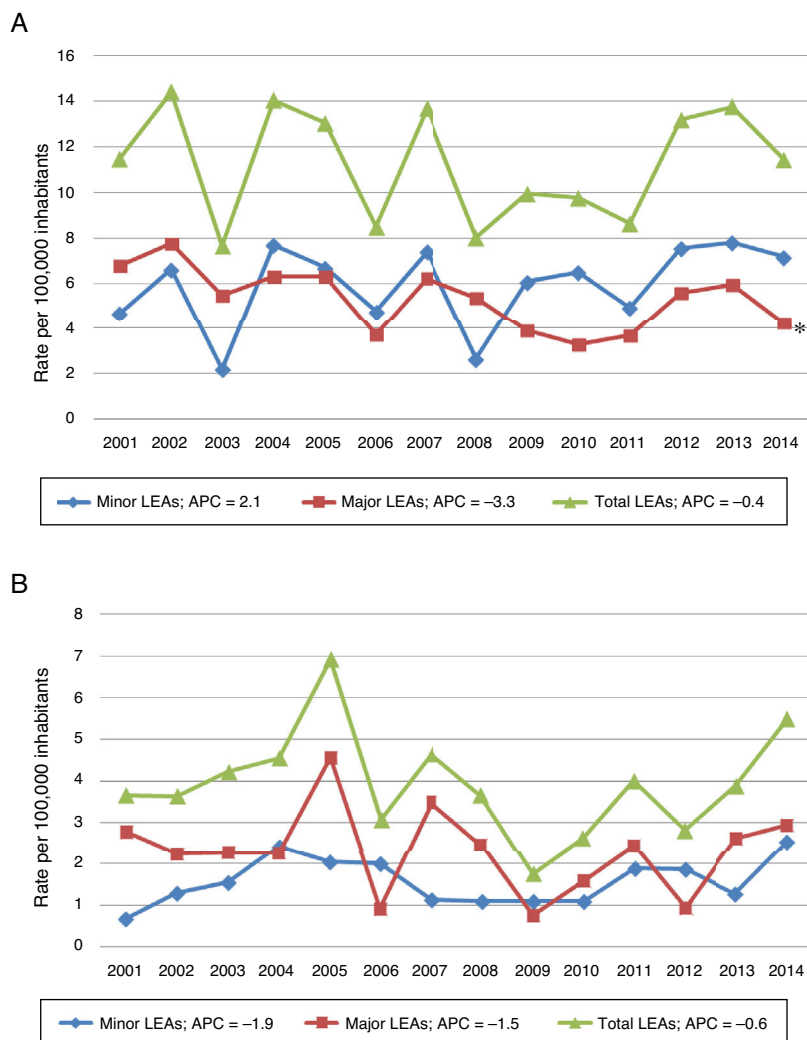 A
16
14
12
10
8
6
4
2
0
Rate per 100,000 inhabitants
*
2001 2002 2003 2004 2005 2006 2007 2008 2009 2010 2011 2012 2013 2014
Minor LEAs; APC = 2.1 Major LEAs; APC = –3.3 Total LEAs; APC = –0.4
B
8
7
6
5
4
3
2
1
0
Rate per 100,000 inhabitants
2001 2002 2003 2004 2005 2006 2007 2008 2009 2010 2011 2012 2013 2014
Minor LEAs; APC = –1.9 Major LEAs; APC = –1.5 Total LEAs; APC = –0.6